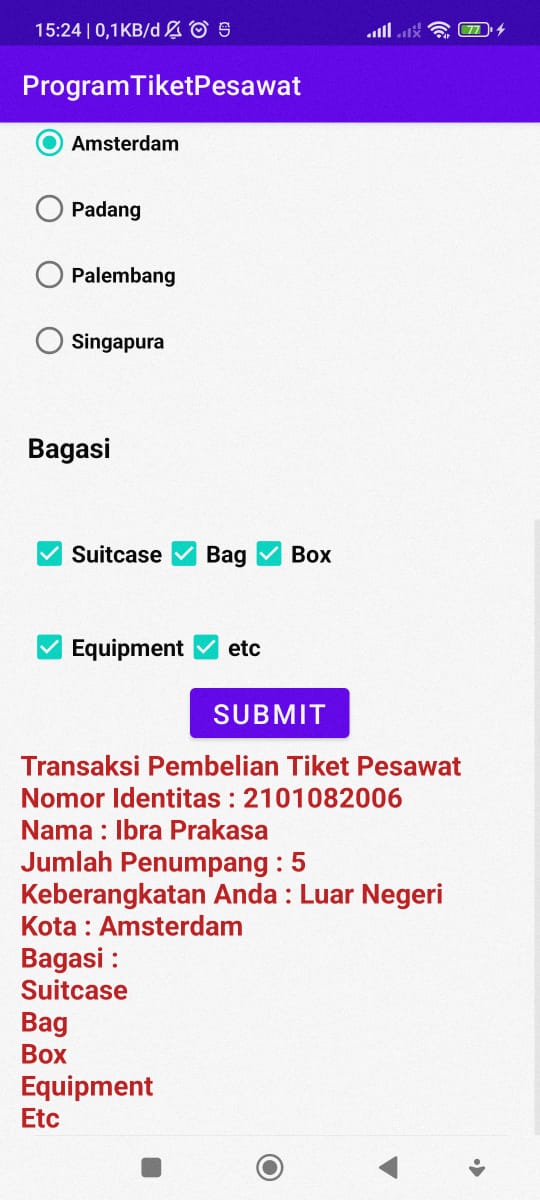 15:24 | 0,1KB/d
77
ProgramTiketPesawat
Amsterdam
Padang
Palembang
Singapura
Bagasi
Suitcase Bag Box
Equipment etc
SUBMIT
Transaksi Pembelian Tiket Pesawat
Nomor Identitas : 2101082006
Nama : Ibra Prakasa
Jumlah Penumpang : 5
Keberangkatan Anda : Luar Negeri
Kota : Amsterdam
Bagasi :
Suitcase
Bag
Box
Equipment
Etc